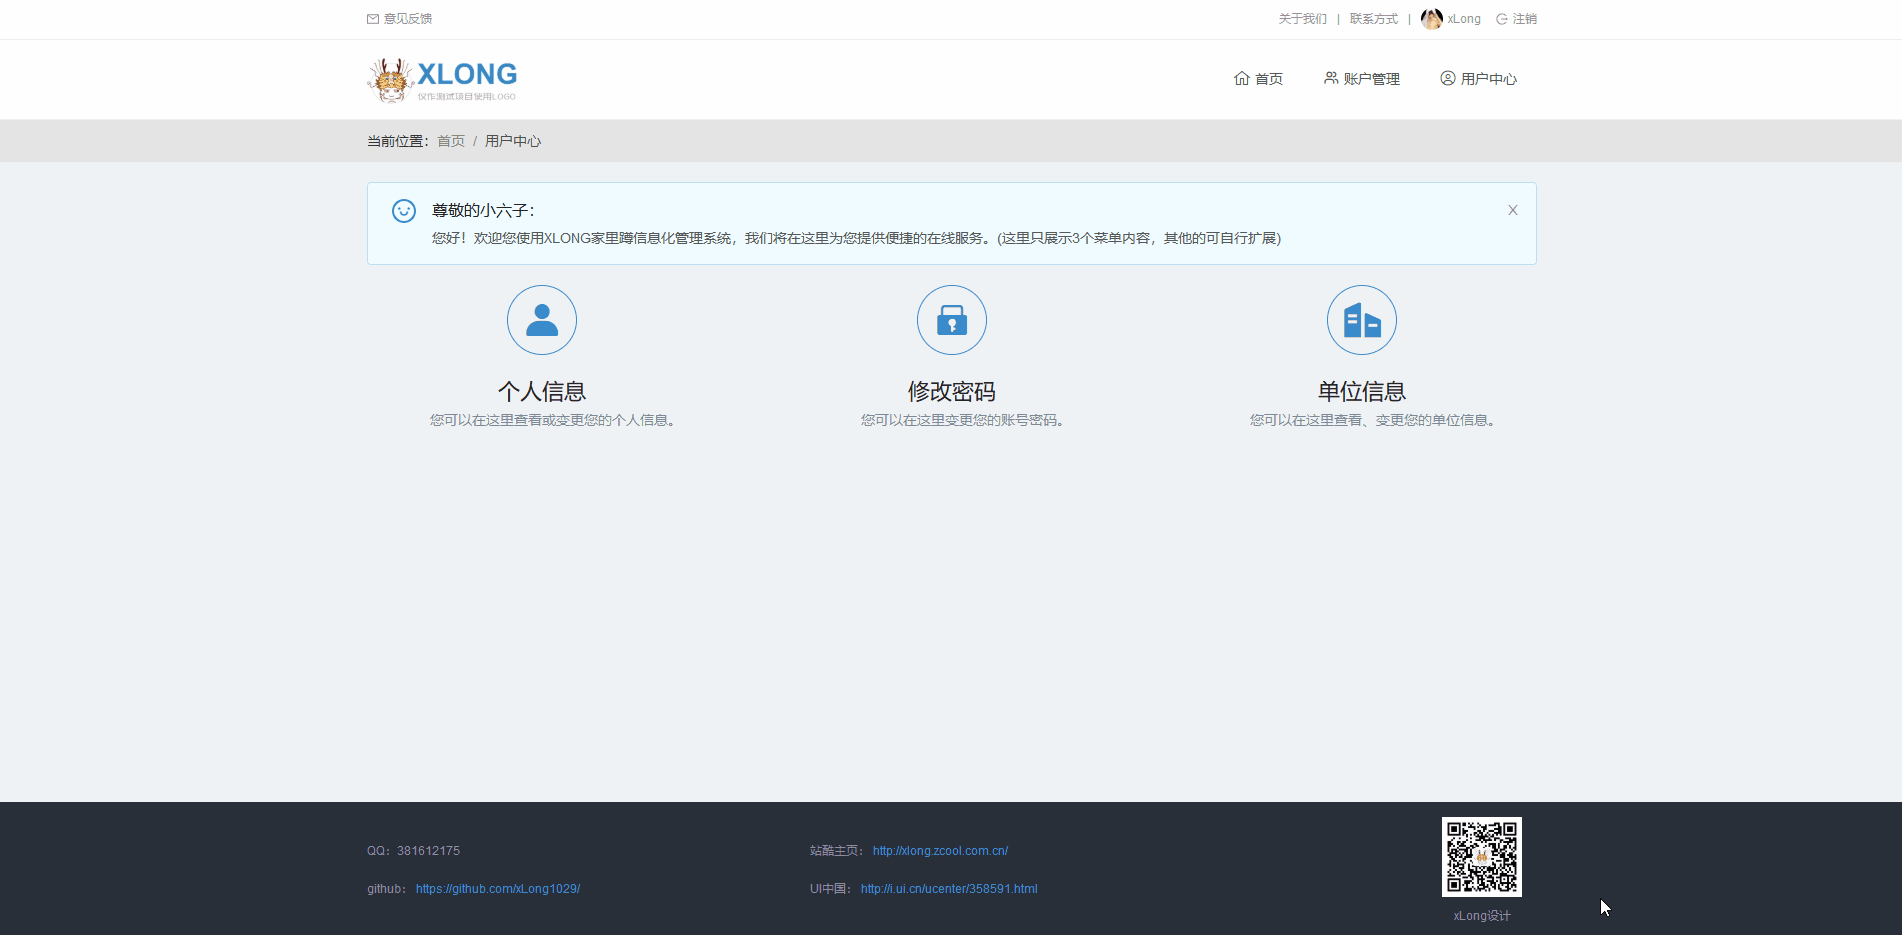 意见反馈
关于我们 | 联系方式 | xLong 注销
XLONG
仅作测试项目使用LOGO
首页 账户管理 用户中心
当前位置：首页 / 用户中心
尊敬的小六子：
X
您好！欢迎您使用XLONG家里蹲信息化管理系统，我们将在这里为您提供便捷的在线服务。(这里只展示3个菜单内容，其他的可自行扩展)
个人信息
您可以在这里查看或变更您的个人信息。
修改密码
您可以在这里变更您的账号密码。
单位信息
您可以在这里查看、变更您的单位信息。
QQ：381612175
站酷主页： http://xlong.zcool.com.cn/
github： https://github.com/xLong1029/
UI中国： http://i.ui.cn/ucenter/358591.html
xLong设计